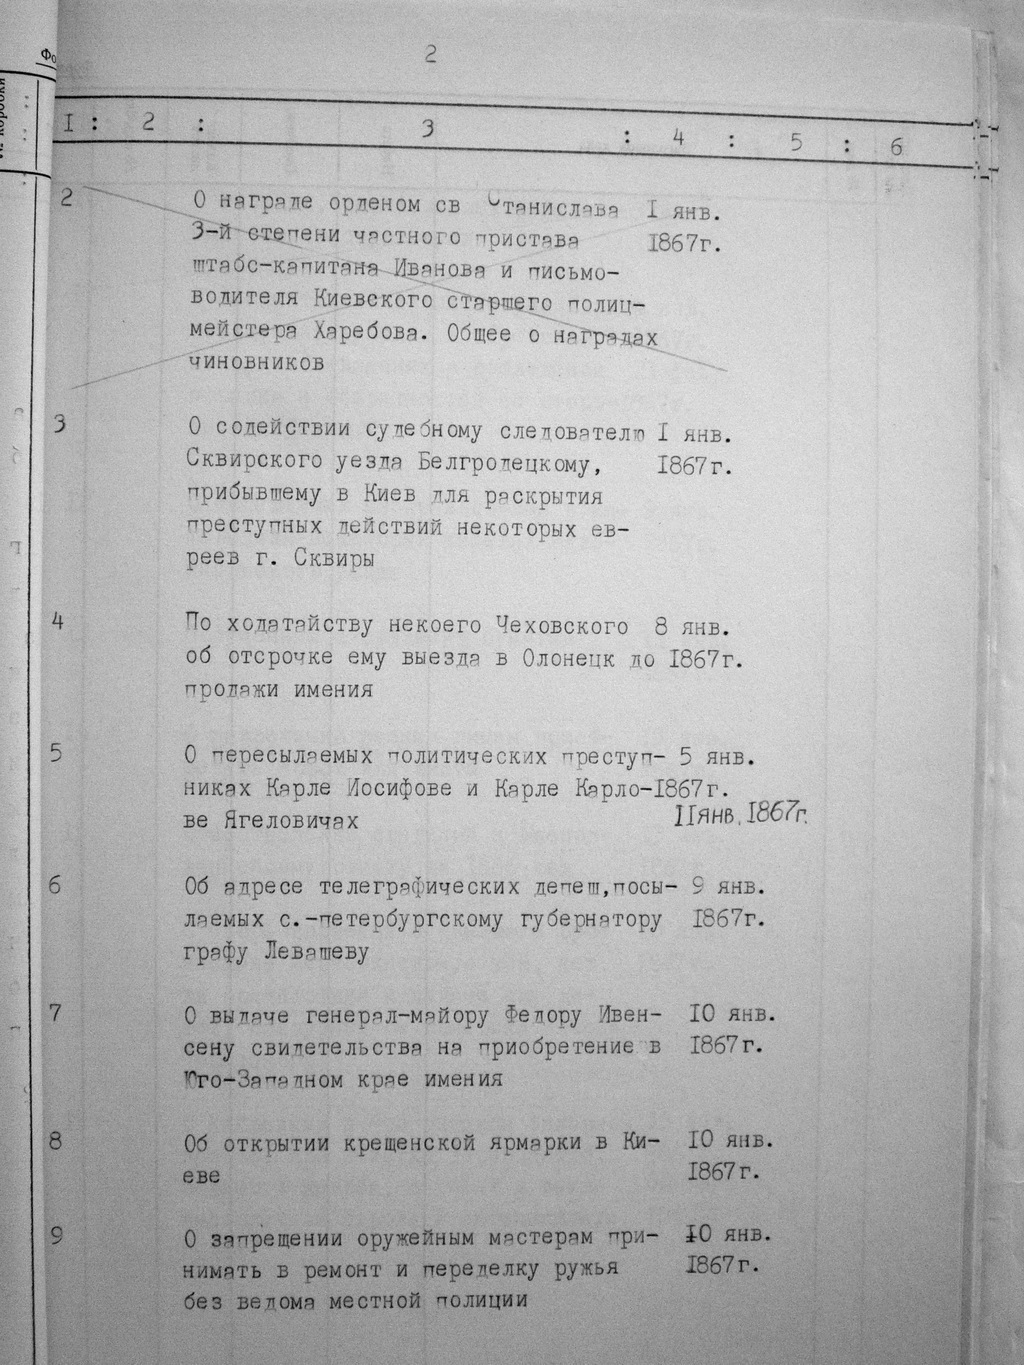 2
I : 2 : 3 : 4 : 5 : 6
2 О награде орденом св Станислава I янв.
3-й степени частного пристава 1867г.
штабс-капитана Иванова и письмо-
водителя Киевского старшего полиц-
мейстера Харебова. Общее о наградах
чиновников
3 О содействии судебному следователю I янв.
Сквирского уезда Белгродецкому, 1867г.
прибывшему в Киев для раскрытия
преступных действий некоторых ев-
реев г. Сквиры
4 По ходатайству некоего Чеховского 8 янв.
об отсрочке ему выезда в Олонецк до 1867г.
продажи имения
5 О пересылаемых политических преступ- 5 янв.
никах Карле Иосифове и Карле Карло- 1867г.
ве Ягеловичах 11 янв. 1867г.
6 Об адресе телеграфических депеш,посы- 9 янв.
лаемых с.-петербургскому губернатору 1867г.
графу Левашеву
7 О выдаче генерал-майору Федору Ивен- 10 янв.
сену свидетельства на приобретение в 1867г.
Юго-Западном крае имения
8 Об открытии крещенской ярмарки в Ки- 10 янв.
еве 1867г.
9 О запрещении оружейным мастерам при- 10 янв.
нимать в ремонт и переделку ружья 1867г.
без ведома местной полиции
Фо
№ коробки